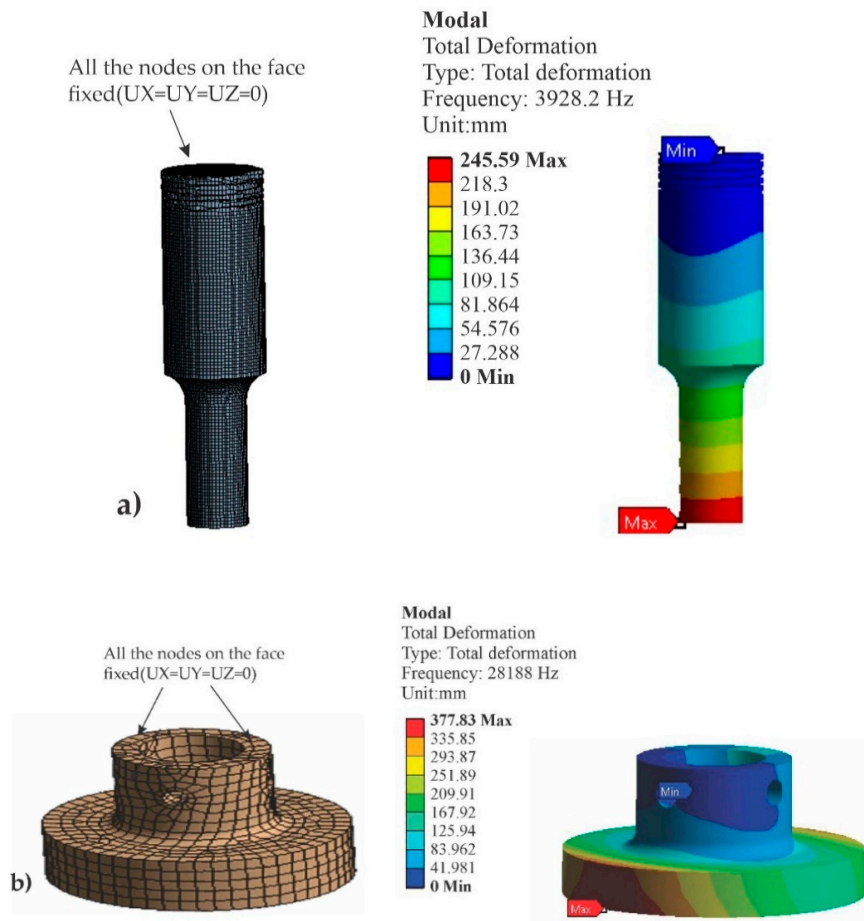 All the nodes on the face
fixed(UX=UY=UZ=0)
Modal
Total Deformation
Type: Total deformation
Frequency: 3928.2 Hz
Unit:mm
245.59 Max
218.3
191.02
163.73
136.44
109.15
81.864
54.576
27.288
0 Min
Min
Max
a)
All the nodes on the face
fixed(UX=UY=UZ=0)
Modal
Total Deformation
Type: Total deformation
Frequency: 28188 Hz
Unit:mm
377.83 Max
335.85
293.87
251.89
209.91
167.92
125.94
83.962
41.981
0 Min
Min
Max
b)